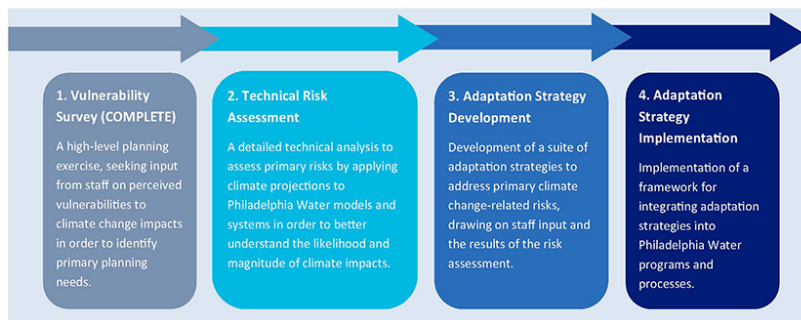 1. Vulnerability
Survey (COMPLETE)
A high-level planning
exercise, seeking input
from staff on perceived
vulnerabilities to
climate change impacts
in order to identify
primary planning
needs.
2. Technical Risk
Assessment
A detailed technical analysis to
assess primary risks by applying
climate projections to
Philadelphia Water models and
systems in order to better
understand the likelihood and
magnitude of climate impacts.
3. Adaptation Strategy
Development
Development of a suite of
adaptation strategies to
address primary climate
change-related risks,
drawing on staff input and
the results of the risk
assessment.
4. Adaptation
Strategy
Implementation
Implementation of a
framework for
integrating adaptation
strategies into
Philadelphia Water
programs and
processes.